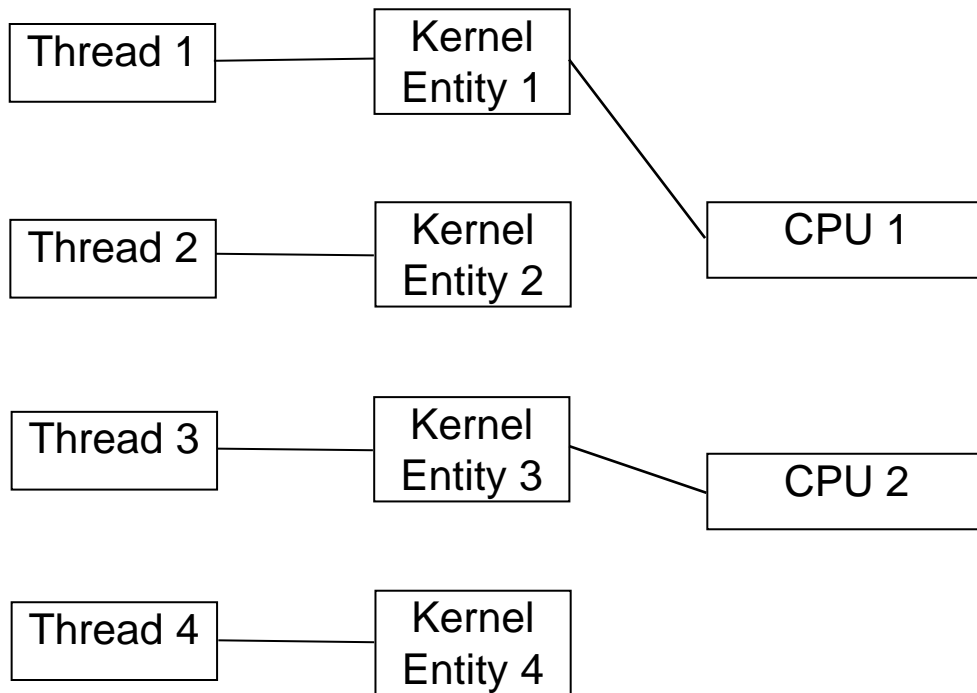 Thread 1
Kernel
Entity 1
Thread 2
Kernel
Entity 2
CPU 1
Thread 3
Kernel
Entity 3
CPU 2
Thread 4
Kernel
Entity 4